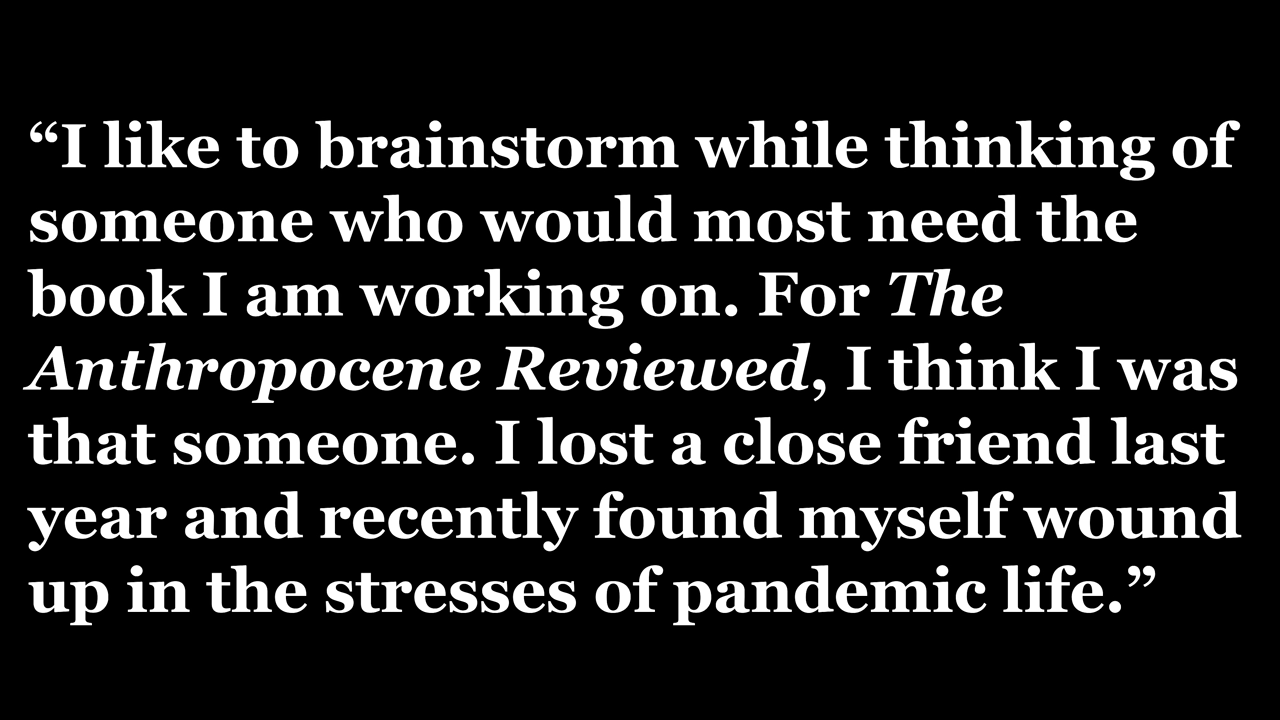 “I like to brainstorm while thinking of
someone who would most need the
book I am working on. For The
Anthropocene Reviewed, I think I was
that someone. I lost a close friend last
year and recently found myself wound
up in the stresses of pandemic life.”